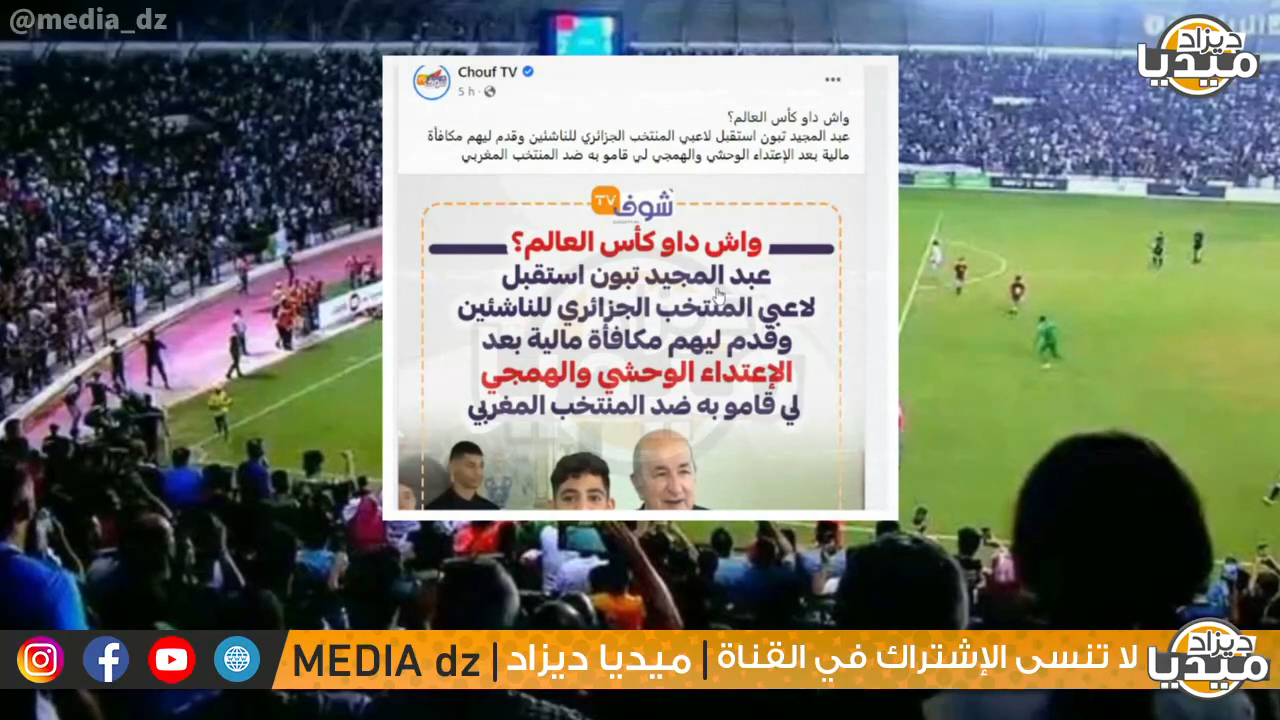 @media_dz
ديزاد
ميديا
Chouf TV
5 h ·
واش داو كأس العالم؟
عبد المجيد تبون استقبل لاعبي المنتخب الجزائري للناشئين وقدم ليهم مكافأة
مالية بعد الإعتداء الوحشي والهمجي لي قامو به ضد المنتخب المغربي
شوف TV
واش داو كأس العالم؟
عبد المجيد تبون استقبل
لاعبي المنتخب الجزائري للناشئين
وقدم ليهم مكافأة مالية بعد
الإعتداء الوحشي والهمجي
لي قامو به ضد المنتخب المغربي
لا تنسى الإشتراك في القناة | ميديا ديزاد | MEDIA dz
ديزاد
ميديا